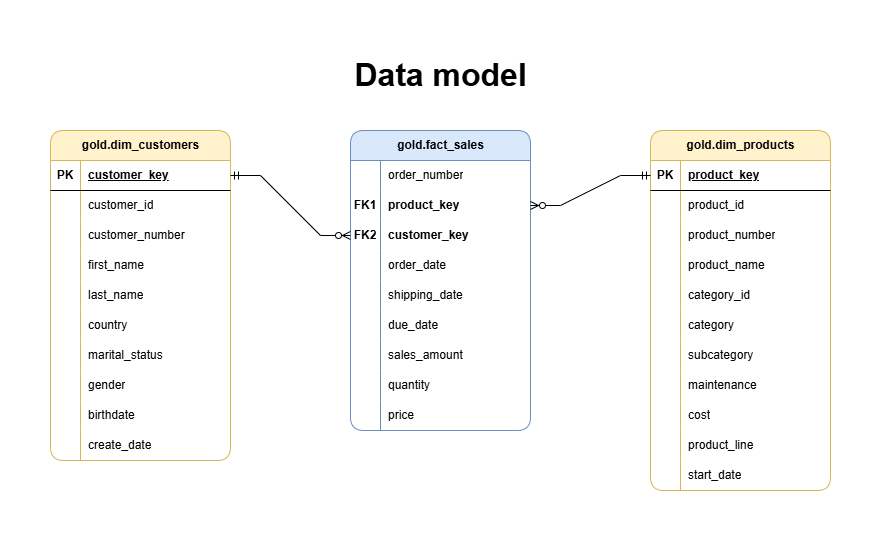 Data model
gold.dim_customers
PK customer_key
customer_id
customer_number
first_name
last_name
country
marital_status
gender
birthdate
create_date
gold.fact_sales
order_number
FK1 product_key
FK2 customer_key
order_date
shipping_date
due_date
sales_amount
quantity
price
gold.dim_products
PK product_key
product_id
product_number
product_name
category_id
category
subcategory
maintenance
cost
product_line
start_date